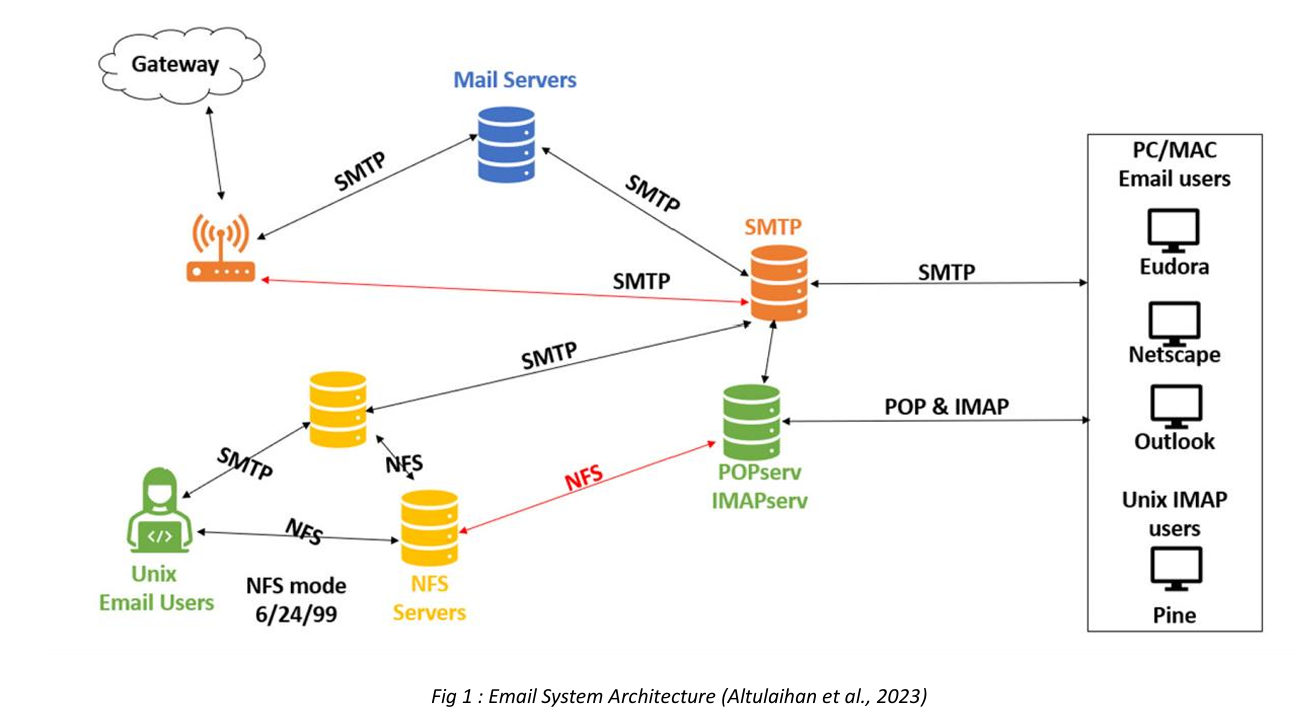 Gateway
Mail Servers
SMTP
SMTP
SMTP
SMTP
SMTP
SMTP
SMTP
NFS
NFS
NFS
POP & IMAP
POPserv
IMAPserv
Unix
Email Users
NFS mode
6/24/99
NFS
Servers
PC/MAC
Email users
Eudora
Netscape
Outlook
Unix IMAP
users
Pine
Fig 1 : Email System Architecture (Altulaihan et al., 2023)